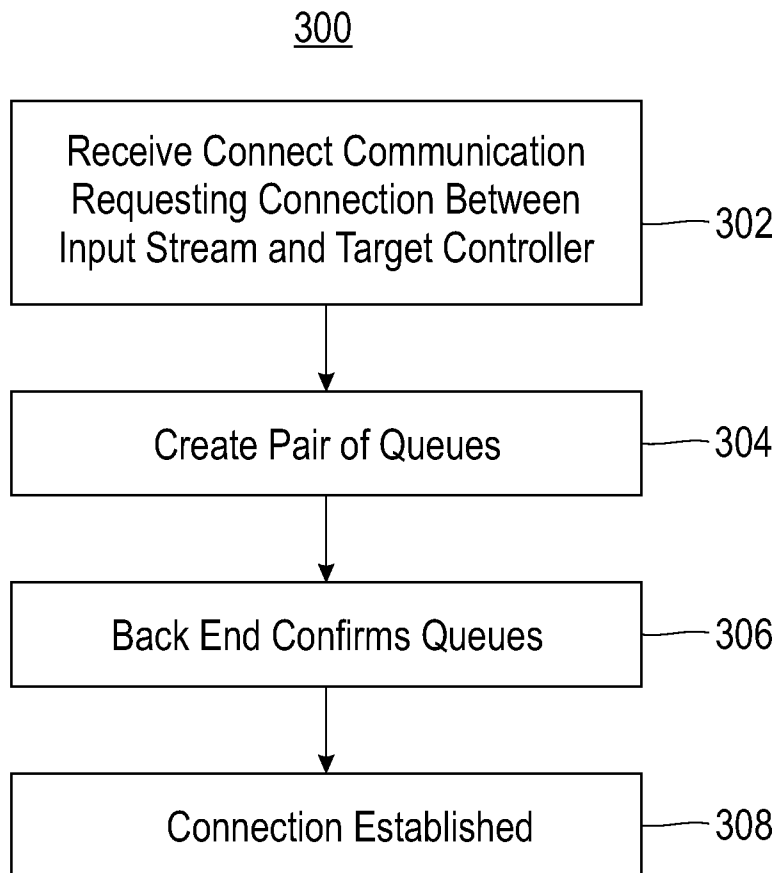 300
Receive Connect Communication
Requesting Connection Between
Input Stream and Target Controller
302
Create Pair of Queues
304
Back End Confirms Queues
306
Connection Established
308